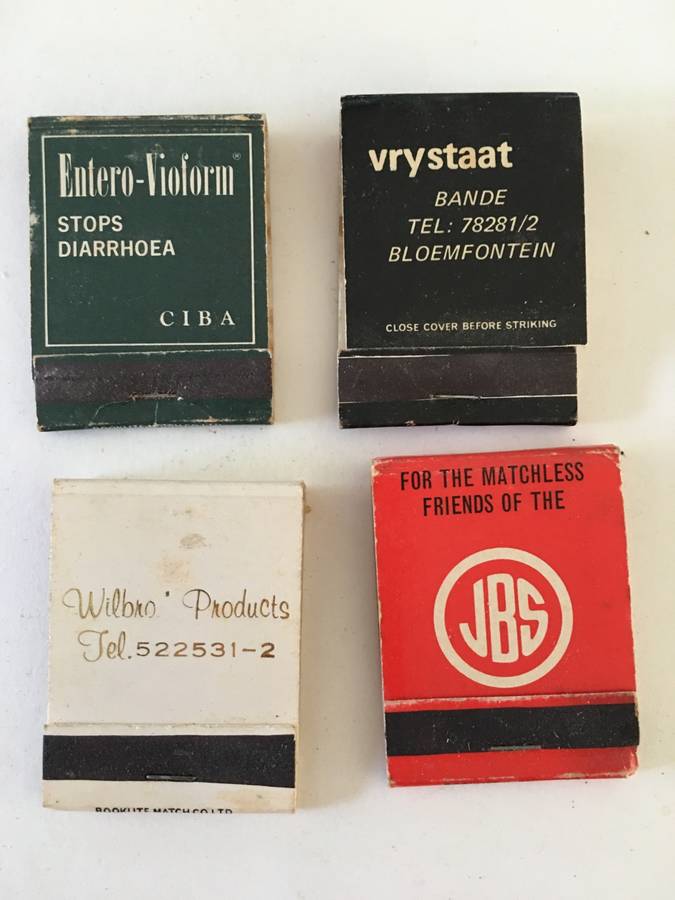 Entero-Vioform®
STOPS
DIARRHOEA
CIBA
vrystaat
BANDE
TEL: 78281/2
BLOEMFONTEIN
CLOSE COVER BEFORE STRIKING
Wilbro Products
Tel. 522531-2
BOOKLITE MATCH CO LTD
FOR THE MATCHLESS
FRIENDS OF THE
JBS